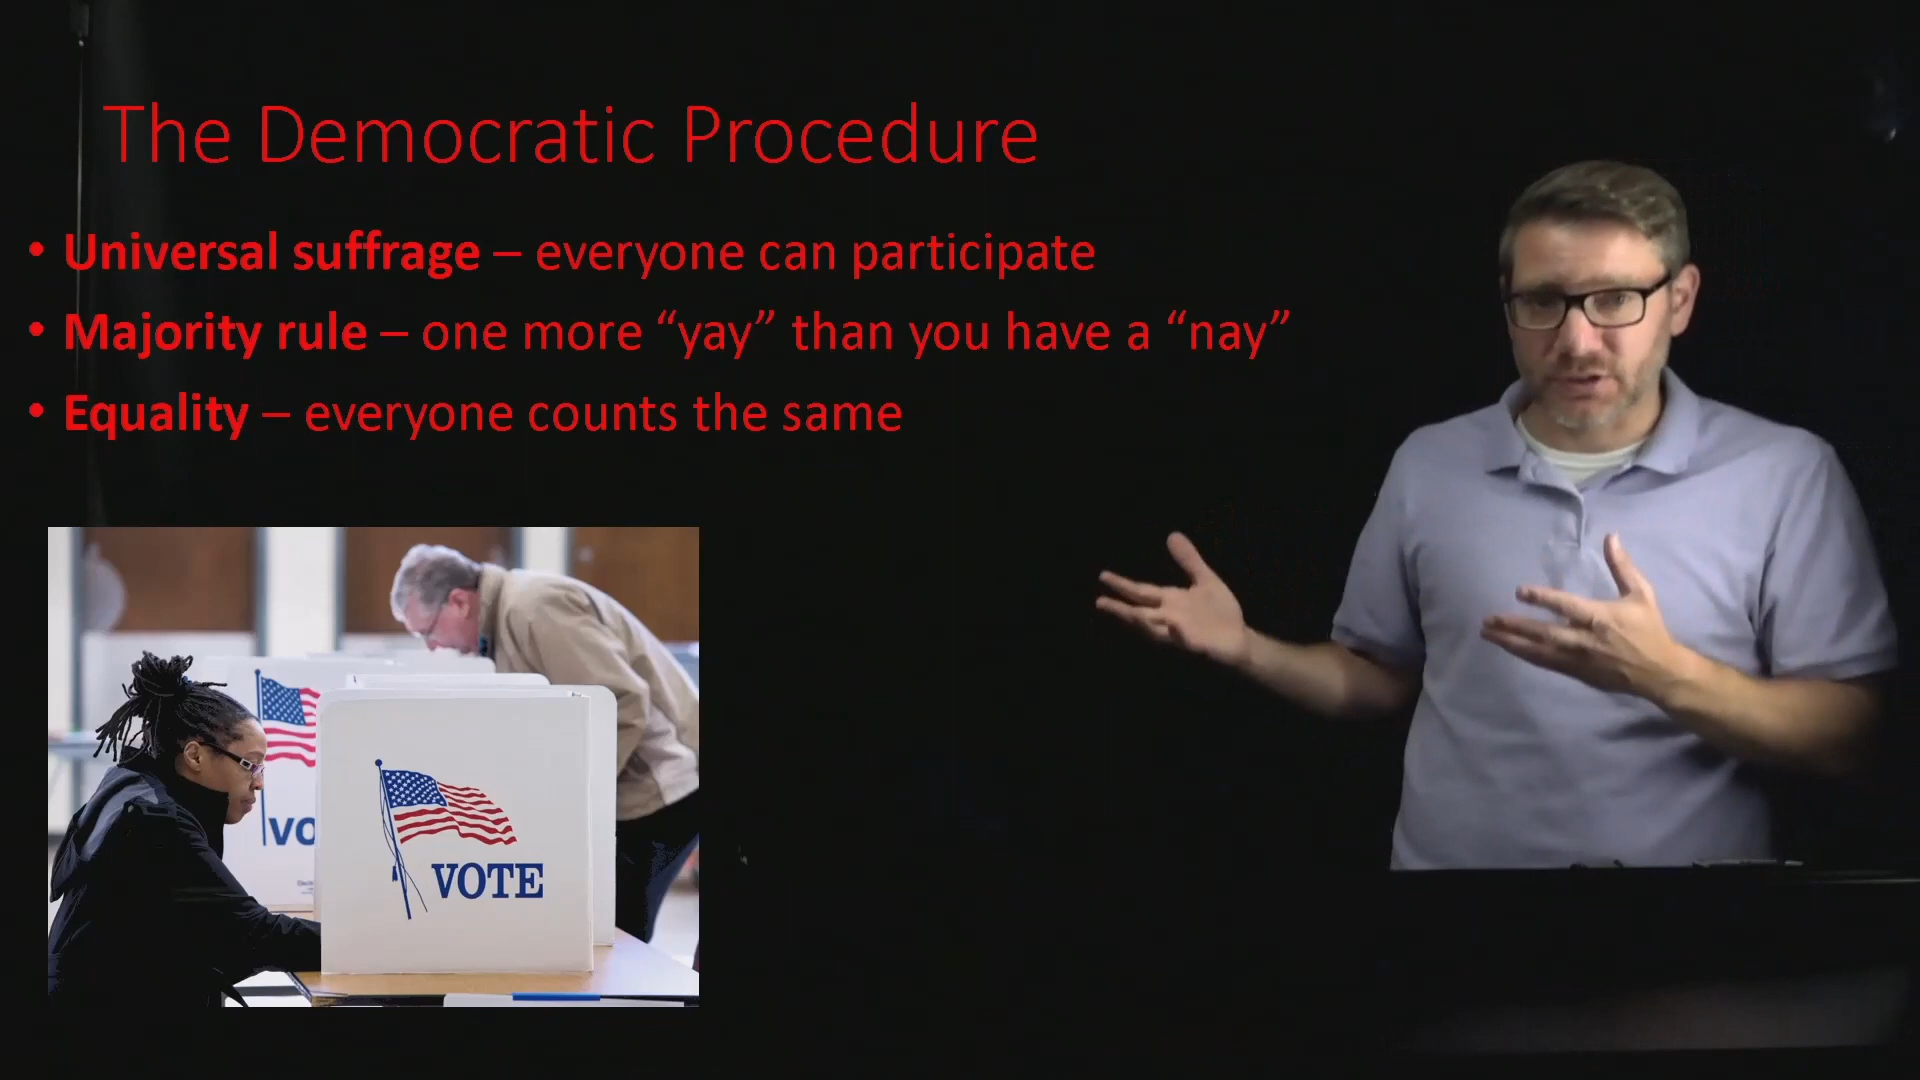 The Democratic Procedure
• Universal suffrage – everyone can participate
• Majority rule – one more “yay” than you have a “nay”
• Equality – everyone counts the same
VO
VOTE